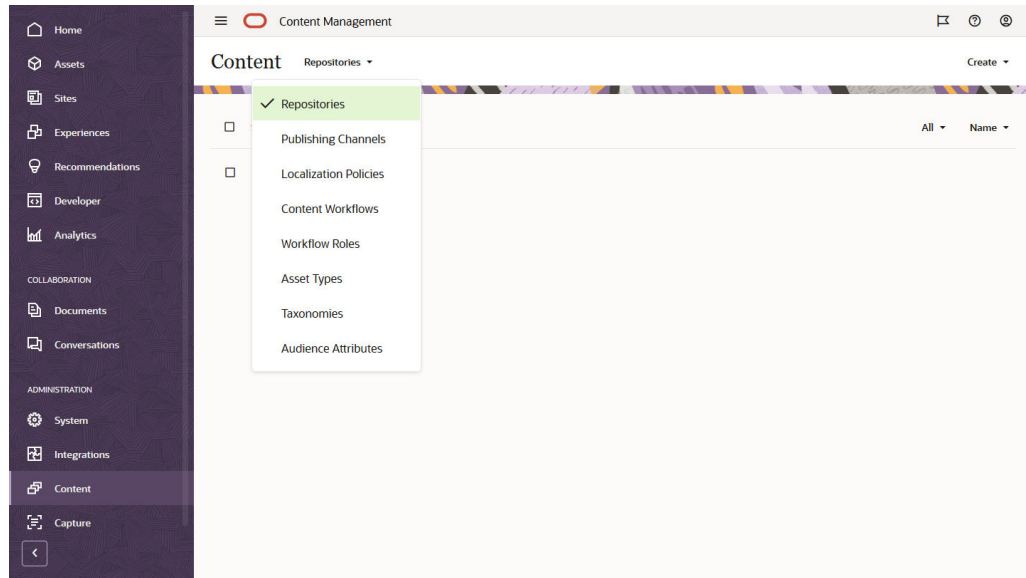 Home
Assets
Sites
Experiences
Recommendations
Developer
Analytics
COLLABORATION
Documents
Conversations
ADMINISTRATION
System
Integrations
Content
Capture
Content Management
Content Repositories
Create
Repositories
Publishing Channels
Localization Policies
Content Workflows
Workflow Roles
Asset Types
Taxonomies
Audience Attributes
All Name